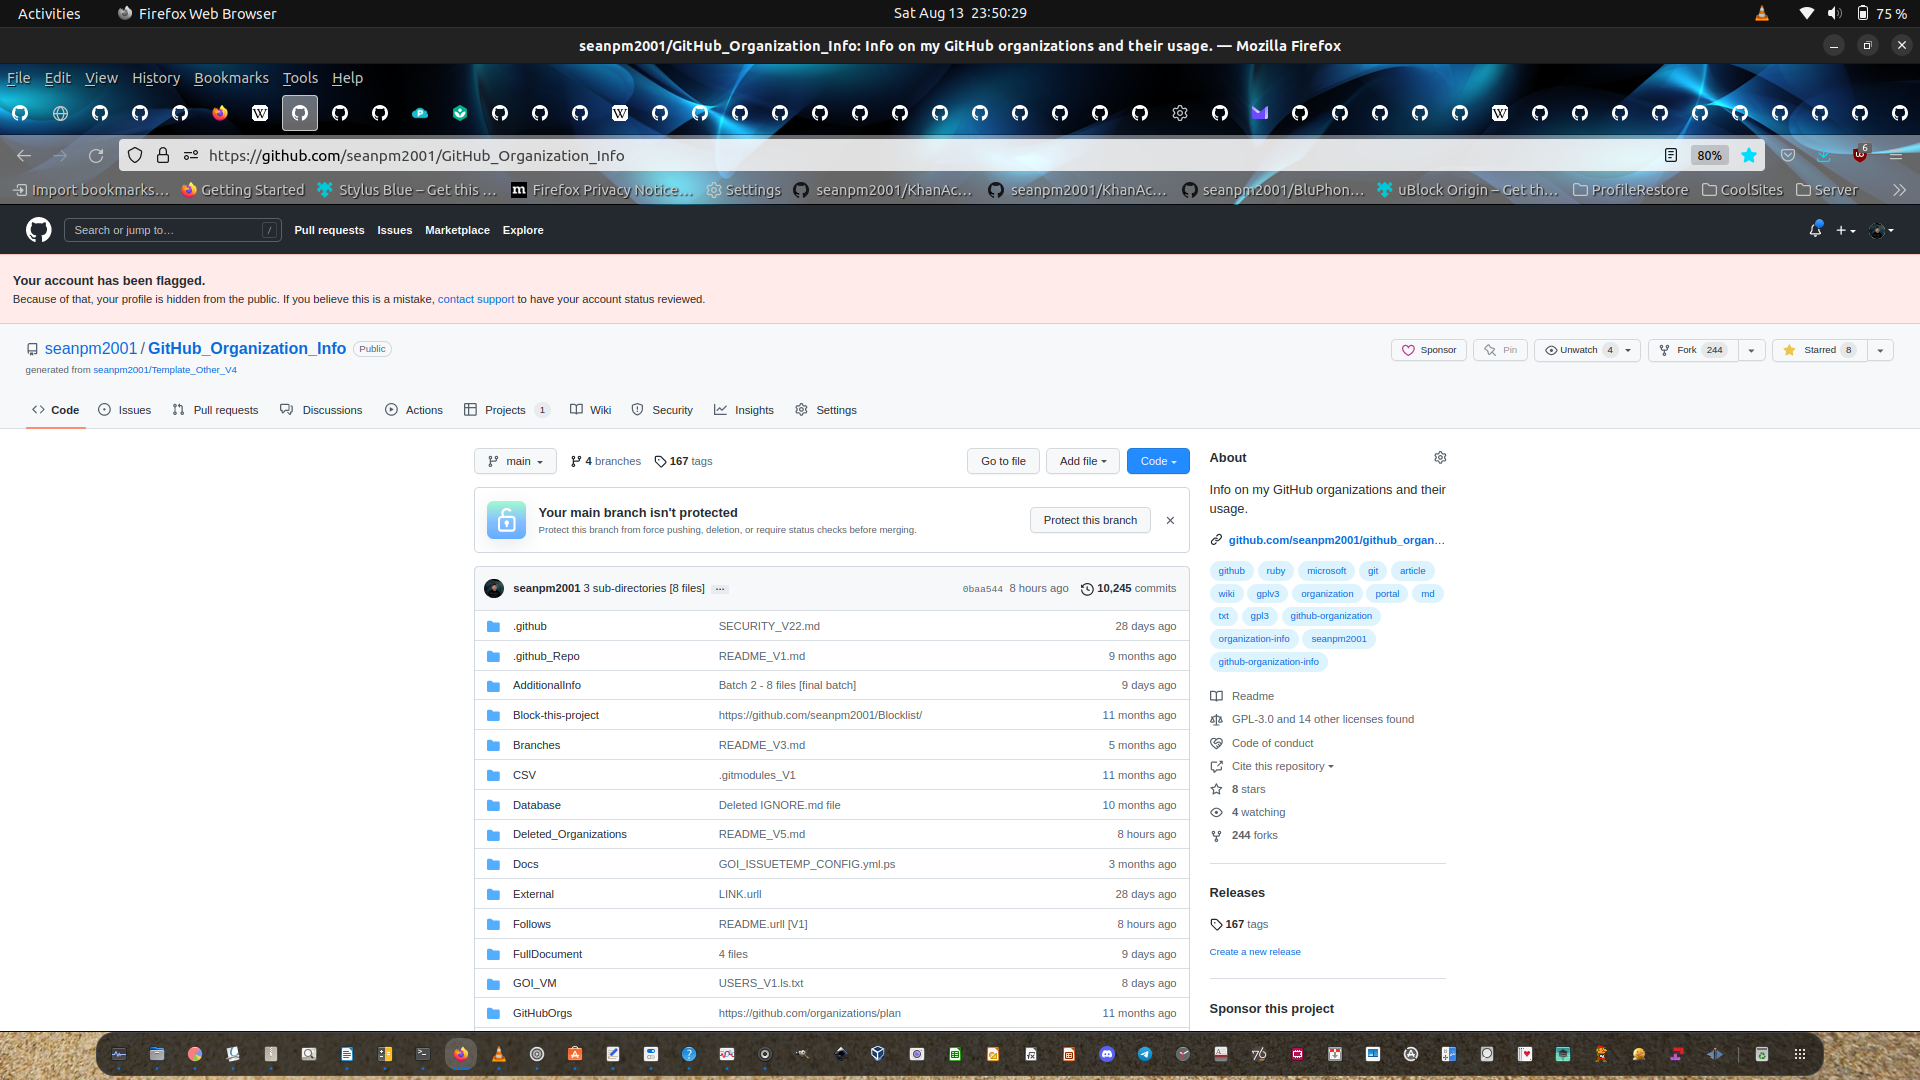 Activities Firefox Web Browser Sat Aug 13 23:50:29 75 %
seanpm2001/GitHub_Organization_Info: Info on my GitHub organizations and their usage. — Mozilla Firefox
File Edit View History Bookmarks Tools Help
https://github.com/seanpm2001/GitHub_Organization_Info 80% 6
Import bookmarks… Getting Started Stylus Blue – Get this … Firefox Privacy Notice… Settings seanpm2001/KhanAc… seanpm2001/KhanAc… seanpm2001/BluPhon… uBlock Origin – Get th… ProfileRestore CoolSites Server
Search or jump to… / Pull requests Issues Marketplace Explore
Your account has been flagged.
Because of that, your profile is hidden from the public. If you believe this is a mistake, contact support to have your account status reviewed.
seanpm2001 / GitHub_Organization_Info Public Sponsor Pin Unwatch 4 Fork 244 Starred 8
generated from seanpm2001/Template_Other_V4
Code Issues Pull requests Discussions Actions Projects 1 Wiki Security Insights Settings
main 4 branches 167 tags Go to file Add file Code
Your main branch isn't protected
Protect this branch from force pushing, deletion, or require status checks before merging.
Protect this branch
seanpm2001 3 sub-directories [8 files] ... 0baa544 8 hours ago 10,245 commits
.github SECURITY_V22.md 28 days ago
.github_Repo README_V1.md 9 months ago
AdditionalInfo Batch 2 - 8 files [final batch] 9 days ago
Block-this-project https://github.com/seanpm2001/Blocklist/ 11 months ago
Branches README_V3.md 5 months ago
CSV .gitmodules_V1 11 months ago
Database Deleted IGNORE.md file 10 months ago
Deleted_Organizations README_V5.md 8 hours ago
Docs GOI_ISSUETEMP_CONFIG.yml.ps 3 months ago
External LINK.urll 28 days ago
Follows README.urll [V1] 8 hours ago
FullDocument 4 files 9 days ago
GOI_VM USERS_V1.ls.txt 8 days ago
GitHubOrgs https://github.com/organizations/plan 11 months ago
About
Info on my GitHub organizations and their
usage.
github.com/seanpm2001/github_organ…
github ruby microsoft git article
wiki gplv3 organization portal md
txt gpl3 github-organization
organization-info seanpm2001
github-organization-info
Readme
GPL-3.0 and 14 other licenses found
Code of conduct
Cite this repository
8 stars
4 watching
244 forks
Releases
167 tags
Create a new release
Sponsor this project